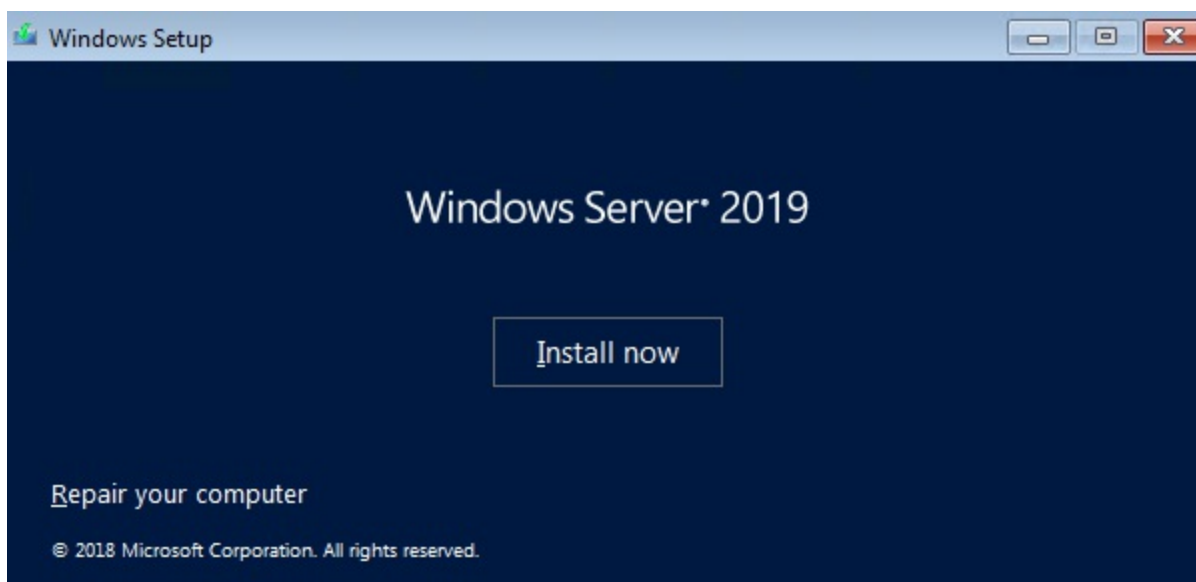 Windows Setup
Windows Server® 2019
Install now
Repair your computer
© 2018 Microsoft Corporation. All rights reserved.